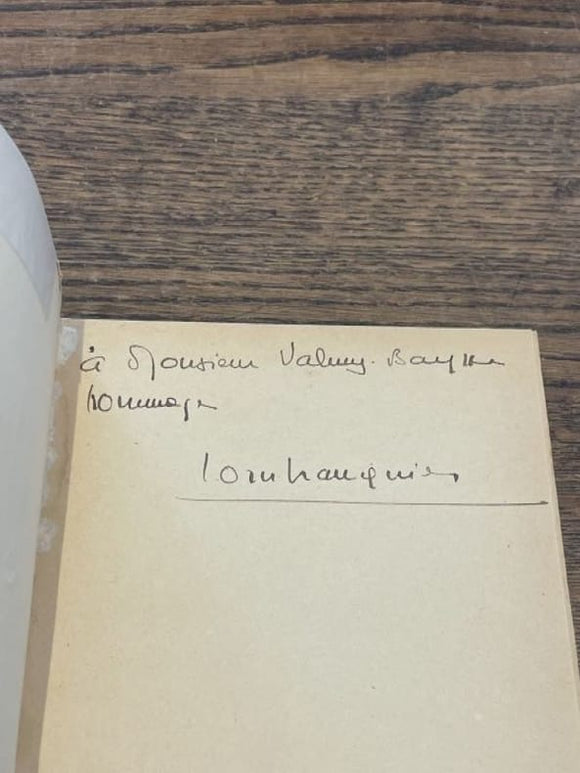 à Monsieur Valmy-Baysse
hommage